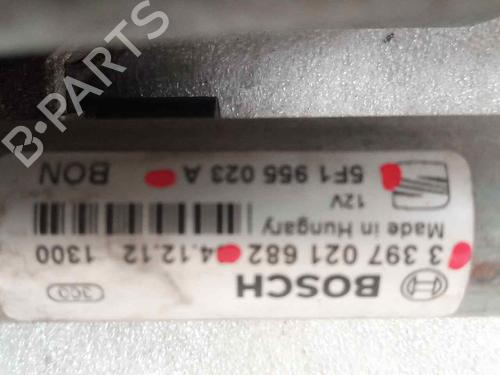 B-PARTS
BOSCH
3 397 021 682 4.12.12 1300
Made in Hungary
12V
5F1 955 023 A BON